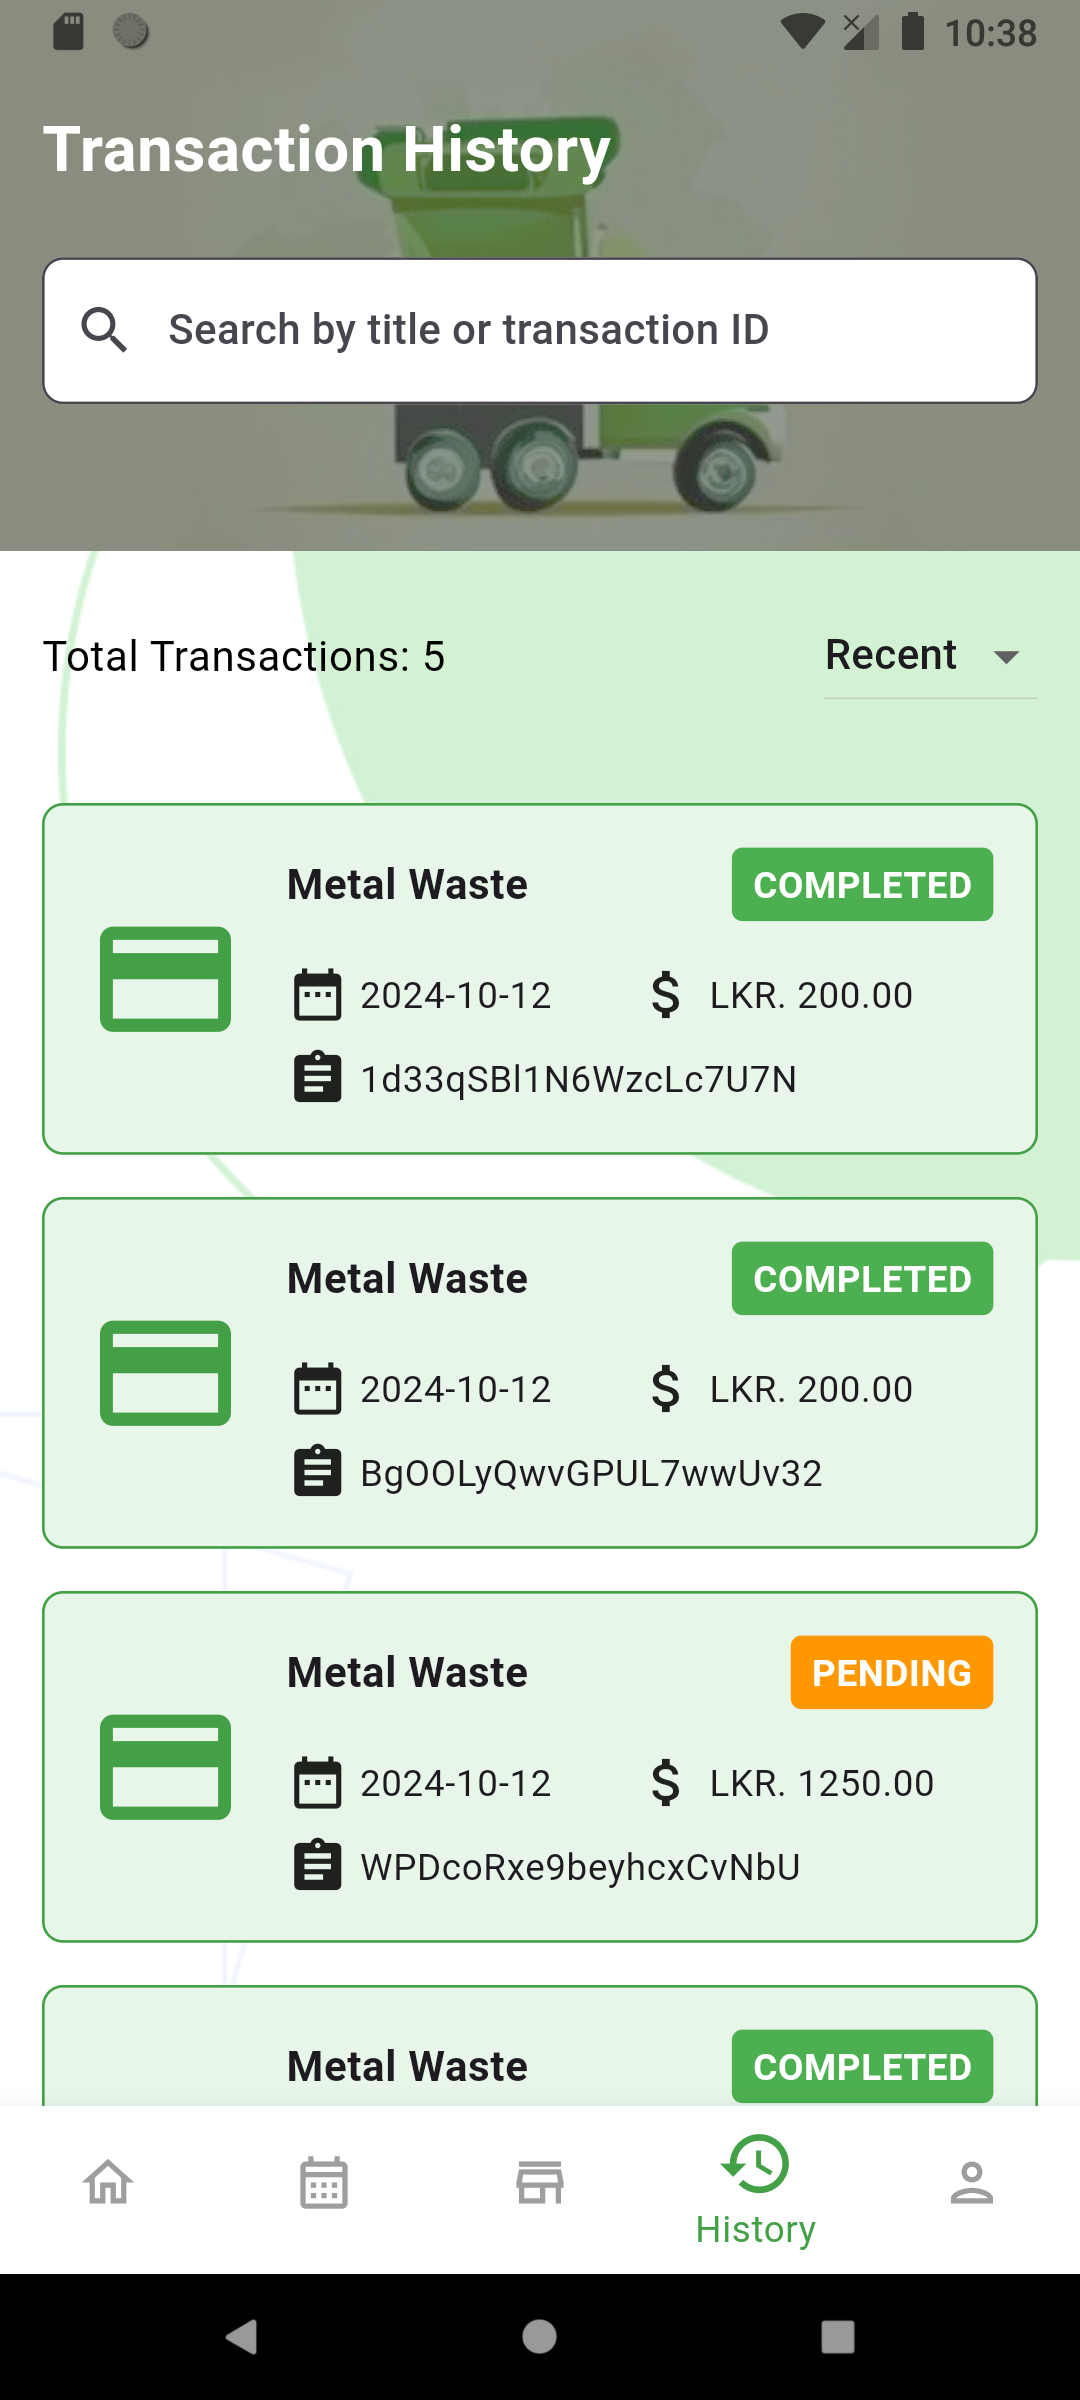 10:38
Transaction History
Search by title or transaction ID
Total Transactions: 5
Recent
Metal Waste
COMPLETED
2024-10-12
LKR. 200.00
1d33qSBl1N6WzcLc7U7N
Metal Waste
COMPLETED
2024-10-12
LKR. 200.00
BgOOLyQwvGPUL7wwUv32
Metal Waste
PENDING
2024-10-12
LKR. 1250.00
WPDcoRxe9beyhcxCvNbU
Metal Waste
COMPLETED
History